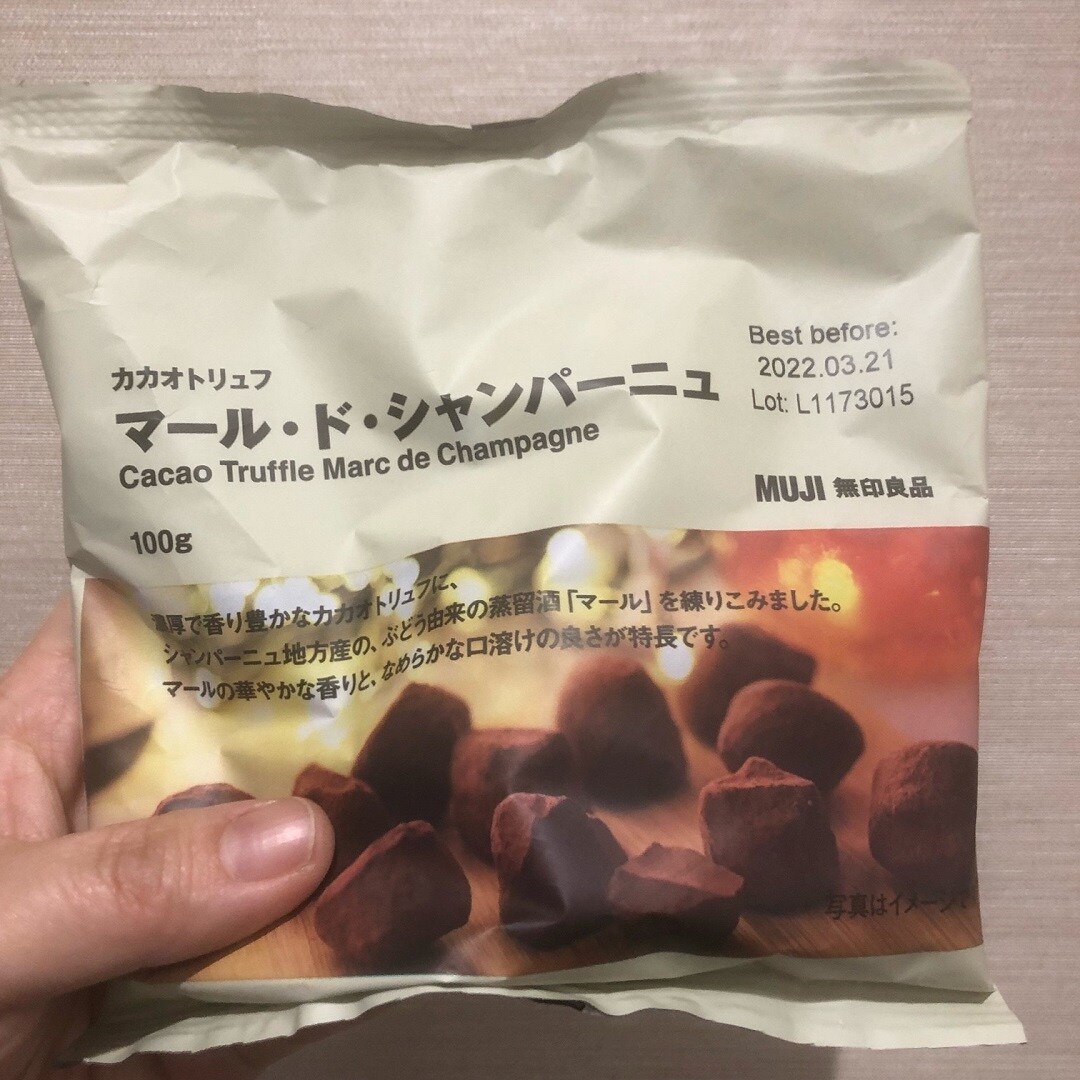 カカオトリュフ
マール・ド・シャンパーニュ
Cacao Truffle Marc de Champagne
100g
Best before:
2022.03.21
Lot: L1173015
MUJI 無印良品
濃厚で香り豊かなカカオトリュフに、
シャンパーニュ地方産の、ぶどう由来の蒸留酒「マール」を練りこみました。
マールの華やかな香りと、なめらかな口溶けの良さが特長です。
写真はイメージで